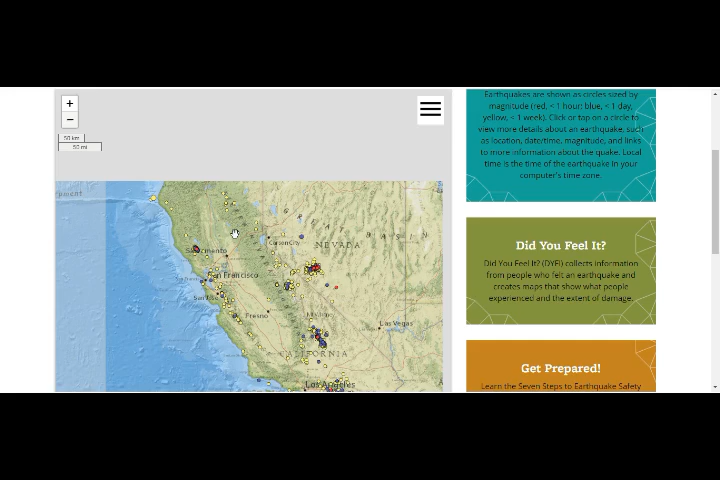 +
−
50 km
50 mi
Carson City
NEVADA
GREAT BASIN
San Francisco
Fresno
Las Vegas
CALIFORNIA
Los Angeles
Earthquakes are shown as circles sized by
magnitude (red, < 1 hour; blue, < 1 day,
yellow, < 1 week). Click or tap on a circle to
view more details about an earthquake, such
as location, date/time, magnitude, and links
to more information about the quake. Local
time is the time of the earthquake in your
computer's time zone.
Did You Feel It?
Did You Feel It? (DYFI) collects information
from people who felt an earthquake and
creates maps that show what people
experienced and the extent of damage.
Get Prepared!
Learn the Seven Steps to Earthquake Safety